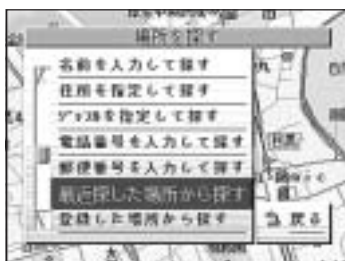 場所を探す
名前を入力して探す
住所を指定して探す
ｼﾞｬﾝﾙを指定して探す
電話番号を入力して探す
郵便番号を入力して探す
最近探した場所から探す
登録した場所から探す
戻る